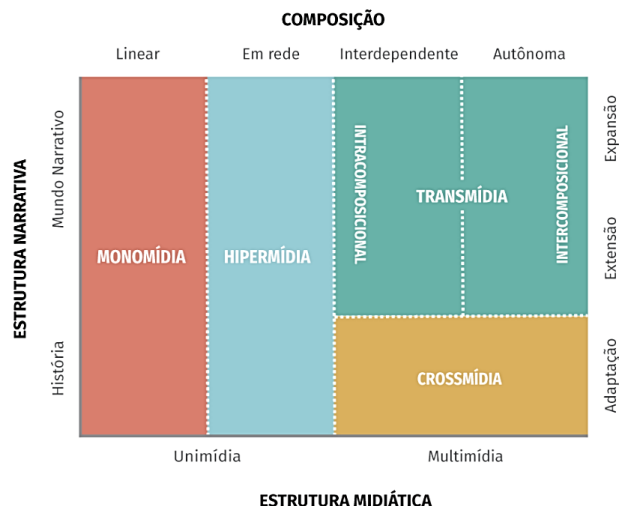 COMPOSIÇÃO
Linear
Em rede
Interdependente
Autônoma
ESTRUTURA NARRATIVA
Mundo Narrativo
História
MONOMÍDIA
HIPERMÍDIA
INTRACOMPOSICIONAL
TRANSMÍDIA
INTERCOMPOSICIONAL
CROSSMÍDIA
Expansão
Extensão
Adaptação
Unimídia
Multimídia
ESTRUTURA MIDIÁTICA